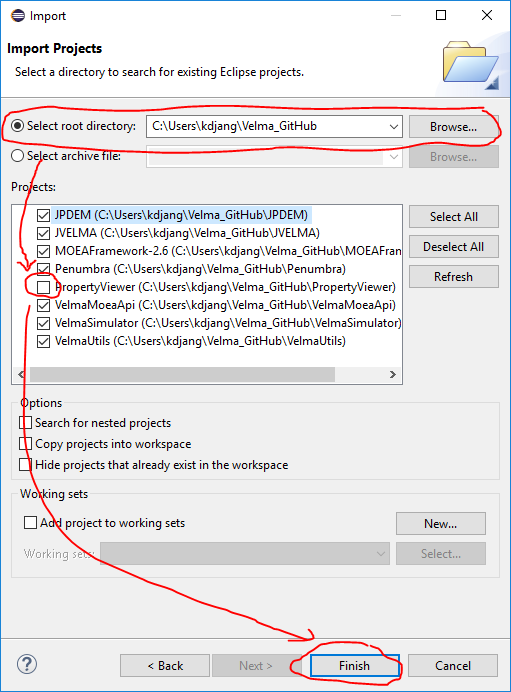 Import
Import Projects
Select a directory to search for existing Eclipse projects.
Select root directory: C:\Users\kdjang\Velma_GitHub Browse...
Select archive file: Browse...
Projects:
JPDEM (C:\Users\kdjang\Velma_GitHub\JPDEM) Select All
JVELMA (C:\Users\kdjang\Velma_GitHub\JVELMA) Deselect All
MOEAFramework-2.6 (C:\Users\kdjang\Velma_GitHub\MOEAFran
Penumbra (C:\Users\kdjang\Velma_GitHub\Penumbra) Refresh
PropertyViewer (C:\Users\kdjang\Velma_GitHub\PropertyViewer)
VelmaMoeaApi (C:\Users\kdjang\Velma_GitHub\VelmaMoeaApi)
VelmaSimulator (C:\Users\kdjang\Velma_GitHub\VelmaSimulator)
VelmaUtils (C:\Users\kdjang\Velma_GitHub\VelmaUtils)
Options
Search for nested projects
Copy projects into workspace
Hide projects that already exist in the workspace
Working sets
Add project to working sets New...
Working sets: Select...
? < Back Next > Finish Cancel